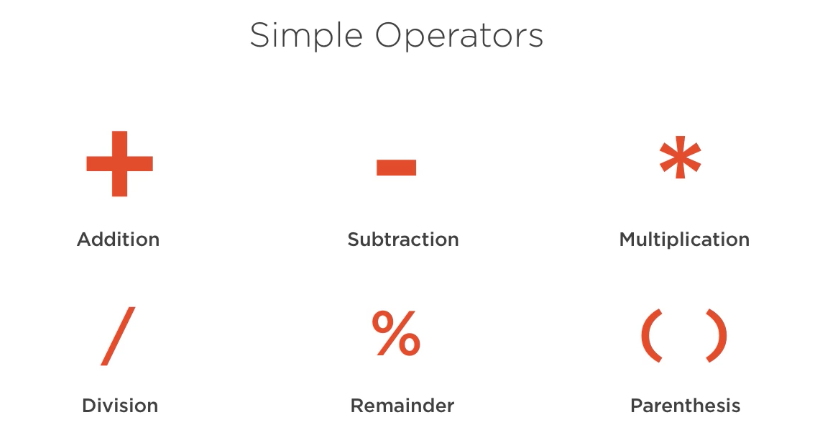 Simple Operators
+ - *
Addition Subtraction Multiplication
/ % ( )
Division Remainder Parenthesis